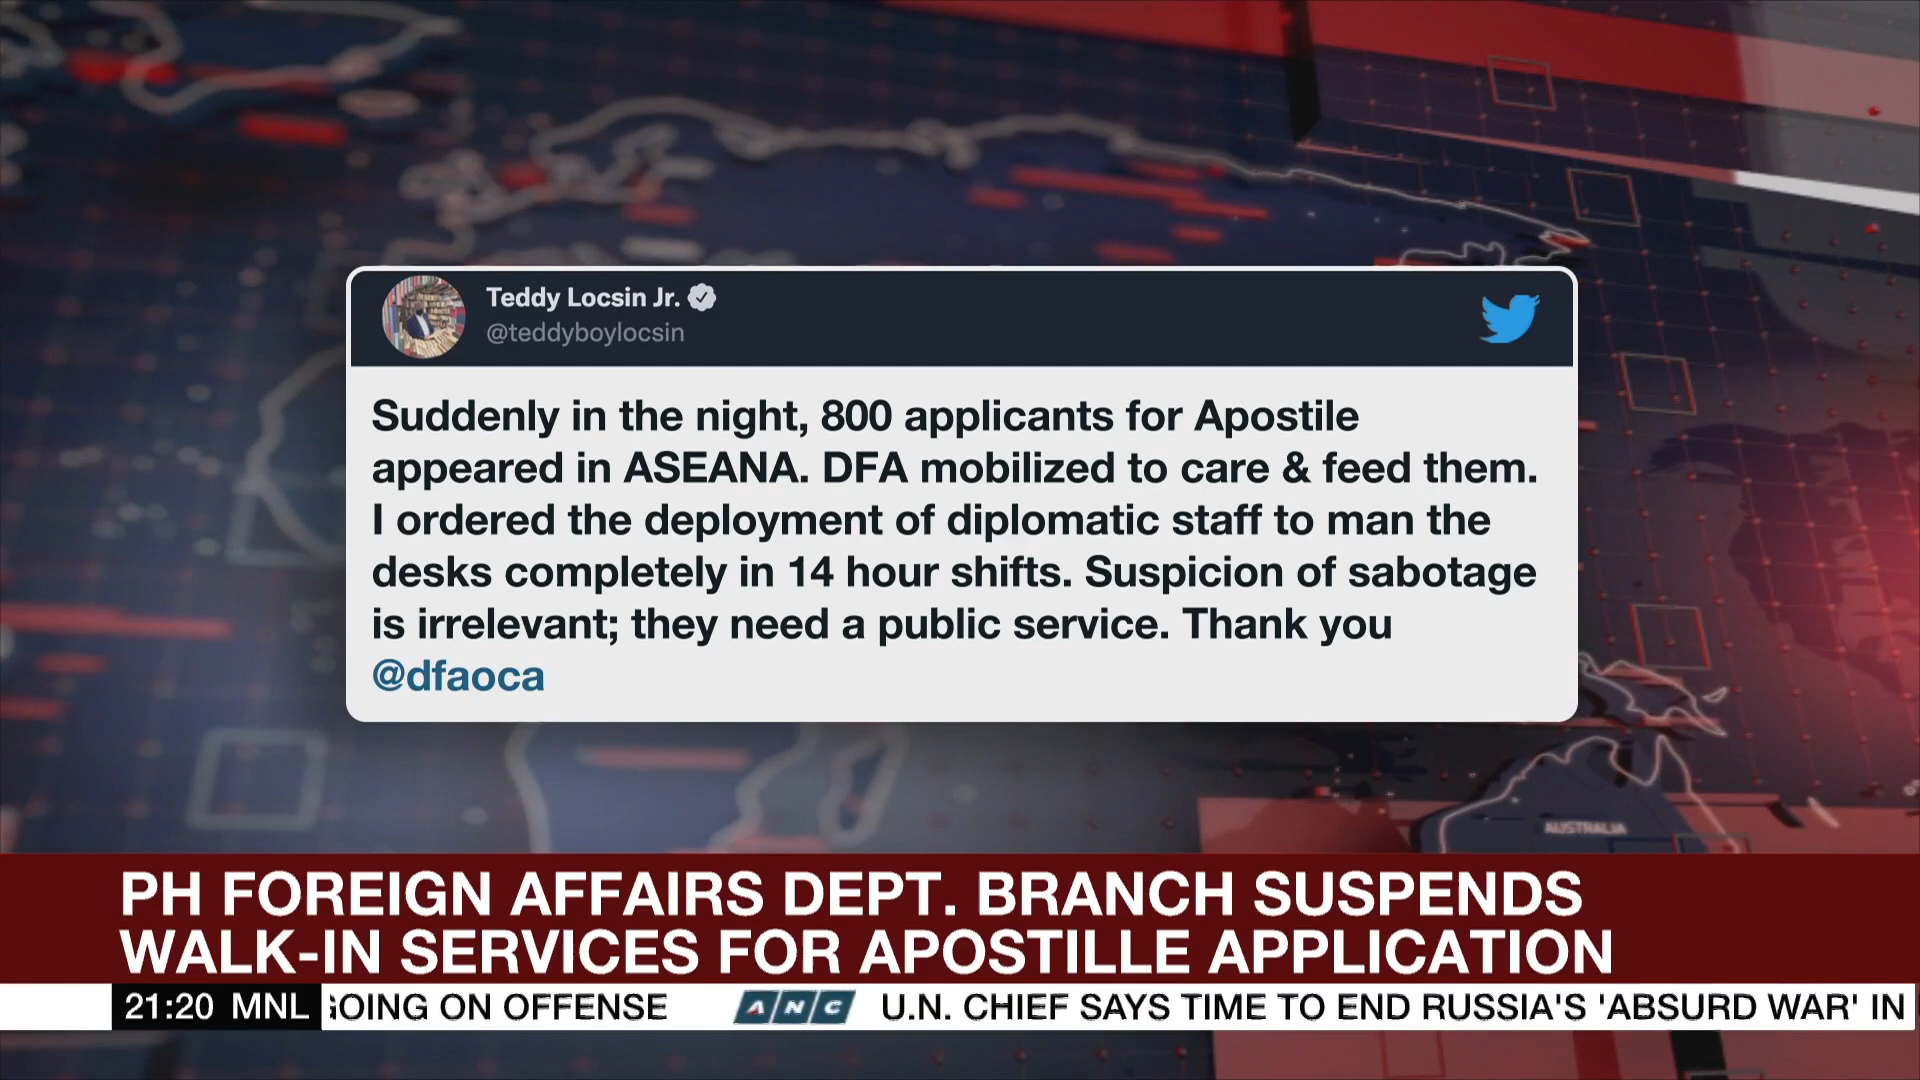 Teddy Locsin Jr.
@teddyboylocsin
Suddenly in the night, 800 applicants for Apostile
appeared in ASEANA. DFA mobilized to care & feed them.
I ordered the deployment of diplomatic staff to man the
desks completely in 14 hour shifts. Suspicion of sabotage
is irrelevant; they need a public service. Thank you
@dfaoca
AUSTRALIA
PH FOREIGN AFFAIRS DEPT. BRANCH SUSPENDS
WALK-IN SERVICES FOR APOSTILLE APPLICATION
21:20 MNL GOING ON OFFENSE ANC U.N. CHIEF SAYS TIME TO END RUSSIA'S 'ABSURD WAR' IN